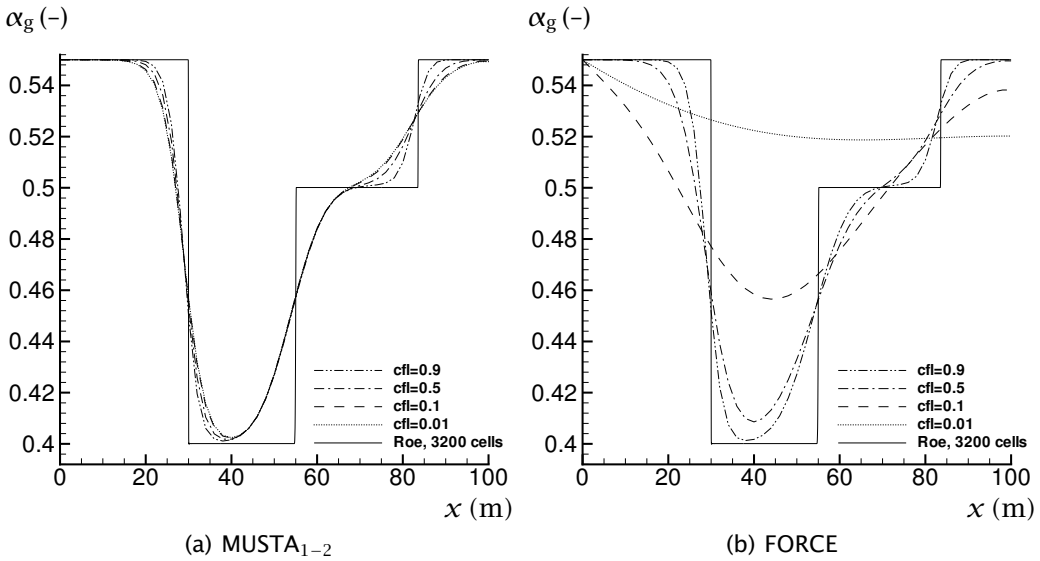 αg (–)
0.54
0.52
0.5
0.48
0.46
0.44
0.42
0.4
0 20 40 60 80 100
x (m)
cfl=0.9
cfl=0.5
cfl=0.1
cfl=0.01
Roe, 3200 cells
(a) MUSTA1–2
αg (–)
0.54
0.52
0.5
0.48
0.46
0.44
0.42
0.4
0 20 40 60 80 100
x (m)
cfl=0.9
cfl=0.5
cfl=0.1
cfl=0.01
Roe, 3200 cells
(b) FORCE